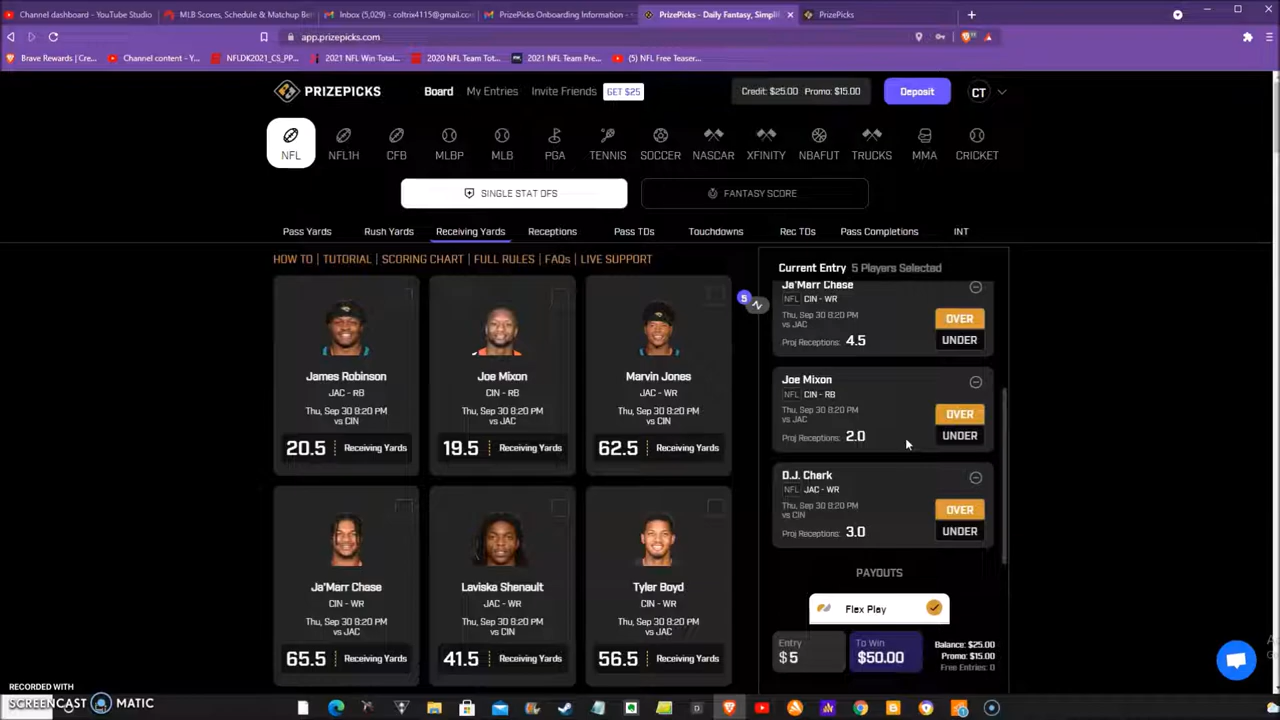 Channel dashboard - YouTube Studio
MLB Scores, Schedule & Matchup Be
Inbox (5,029) - coltrix4115@gmail.co
PrizePicks Onboarding Information -
PrizePicks - Daily Fantasy, Simpli
PrizePicks
app.prizepicks.com
Brave Rewards | Cre...
Channel content - Y...
NFLDK2021_CS_PP...
2021 NFL Win Total...
2020 NFL Team Tot...
2021 NFL Team Pre...
(5) NFL Free Teaser...
PRIZEPICKS
Board
My Entries
Invite Friends
GET $25
Credit: $25.00 Promo: $15.00
Deposit
CT
NFL
NFL1H
CFB
MLBP
MLB
PGA
TENNIS
SOCCER
NASCAR
XFINITY
NBAFUT
TRUCKS
MMA
CRICKET
SINGLE STAT DFS
FANTASY SCORE
Pass Yards
Rush Yards
Receiving Yards
Receptions
Pass TDs
Touchdowns
Rec TDs
Pass Completions
INT
HOW TO | TUTORIAL | SCORING CHART | FULL RULES | FAQs | LIVE SUPPORT
James Robinson
JAC - RB
Thu, Sep 30 8:20 PM
vs CIN
20.5 Receiving Yards
Joe Mixon
CIN - RB
Thu, Sep 30 8:20 PM
vs JAC
19.5 Receiving Yards
Marvin Jones
JAC - WR
Thu, Sep 30 8:20 PM
vs CIN
62.5 Receiving Yards
Ja'Marr Chase
CIN - WR
Thu, Sep 30 8:20 PM
vs JAC
65.5 Receiving Yards
Laviska Shenault
JAC - WR
Thu, Sep 30 8:20 PM
vs CIN
41.5 Receiving Yards
Tyler Boyd
CIN - WR
Thu, Sep 30 8:20 PM
vs JAC
56.5 Receiving Yards
5
Current Entry 5 Players Selected
Ja'Marr Chase
NFL CIN - WR
Thu, Sep 30 8:20 PM
vs JAC
Proj Receptions: 4.5
OVER
UNDER
Joe Mixon
NFL CIN - RB
Thu, Sep 30 8:20 PM
vs JAC
Proj Receptions: 2.0
OVER
UNDER
D.J. Chark
NFL JAC - WR
Thu, Sep 30 8:20 PM
vs CIN
Proj Receptions: 3.0
OVER
UNDER
PAYOUTS
Flex Play
Entry
$5
To Win
$50.00
Balance: $25.00
Promo: $15.00
Free Entries: 0
RECORDED WITH
SCREENCAST MATIC